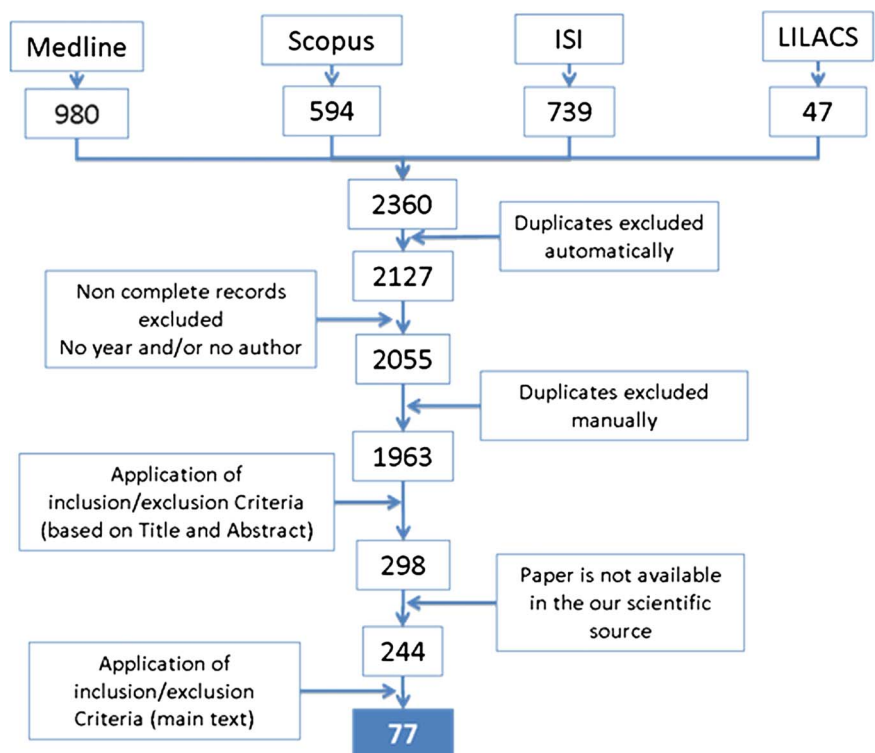 Medline
Scopus
ISI
LILACS
980
594
739
47
2360
Duplicates excluded
automatically
2127
Non complete records
excluded
No year and/or no author
2055
Duplicates excluded
manually
1963
Application of
inclusion/exclusion Criteria
(based on Title and Abstract)
298
Paper is not available
in the our scientific
source
244
Application of
inclusion/exclusion
Criteria (main text)
77